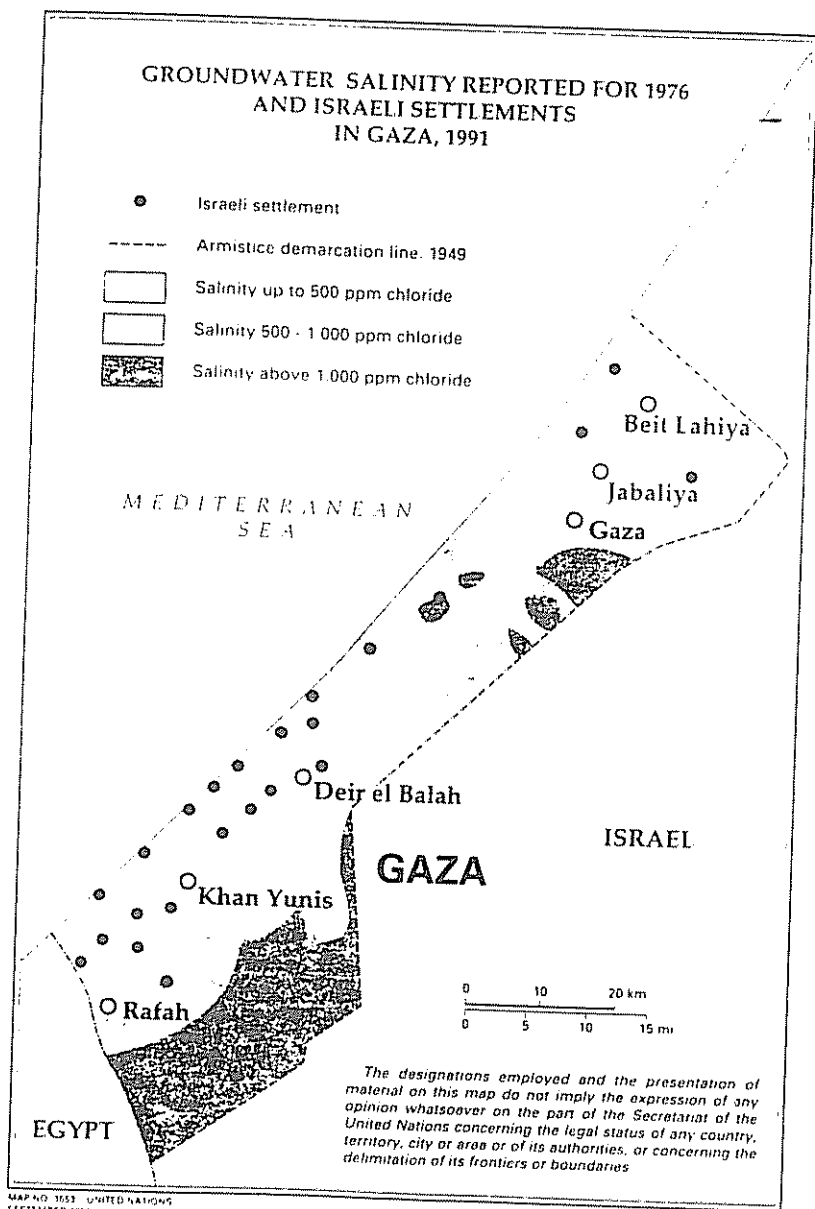 GROUNDWATER SALINITY REPORTED FOR 1976
AND ISRAELI SETTLEMENTS
IN GAZA, 1991
Israeli settlement
Armistice demarcation line. 1949
Salinity up to 500 ppm chloride
Salinity 500 - 1 000 ppm chloride
Salinity above 1.000 ppm chloride
Beit Lahiya
Jabaliya
Gaza
MEDITERRANEAN
SEA
Deir el Balah
ISRAEL
GAZA
Khan Yunis
Rafah
0 10 20 km
0 5 10 15 mi
EGYPT
The designations employed and the presentation of
material on this map do not imply the expression of any
opinion whatsoever on the part of the Secretariat of the
United Nations concerning the legal status of any country,
territory, city or area or of its authorities, or concerning the
delimitation of its frontiers or boundaries
MAP NO. UNITED NATIONS